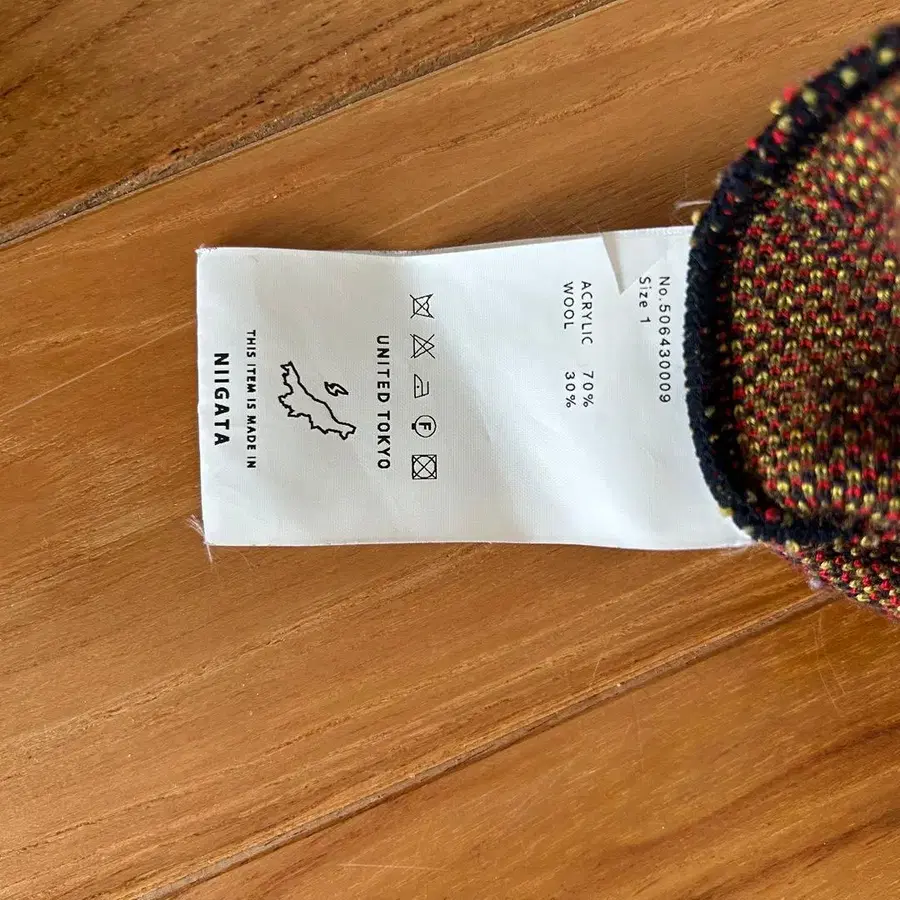 No.506430009
Size 1
ACRYLIC 70%
WOOL 30%
F
UNITED TOKYO
THIS ITEM IS MADE IN
NIIGATA